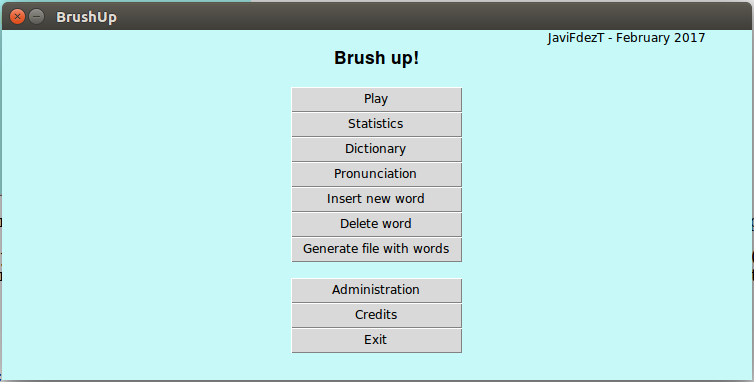 BrushUp
JaviFdezT - February 2017
Brush up!
Play
Statistics
Dictionary
Pronunciation
Insert new word
Delete word
Generate file with words
Administration
Credits
Exit